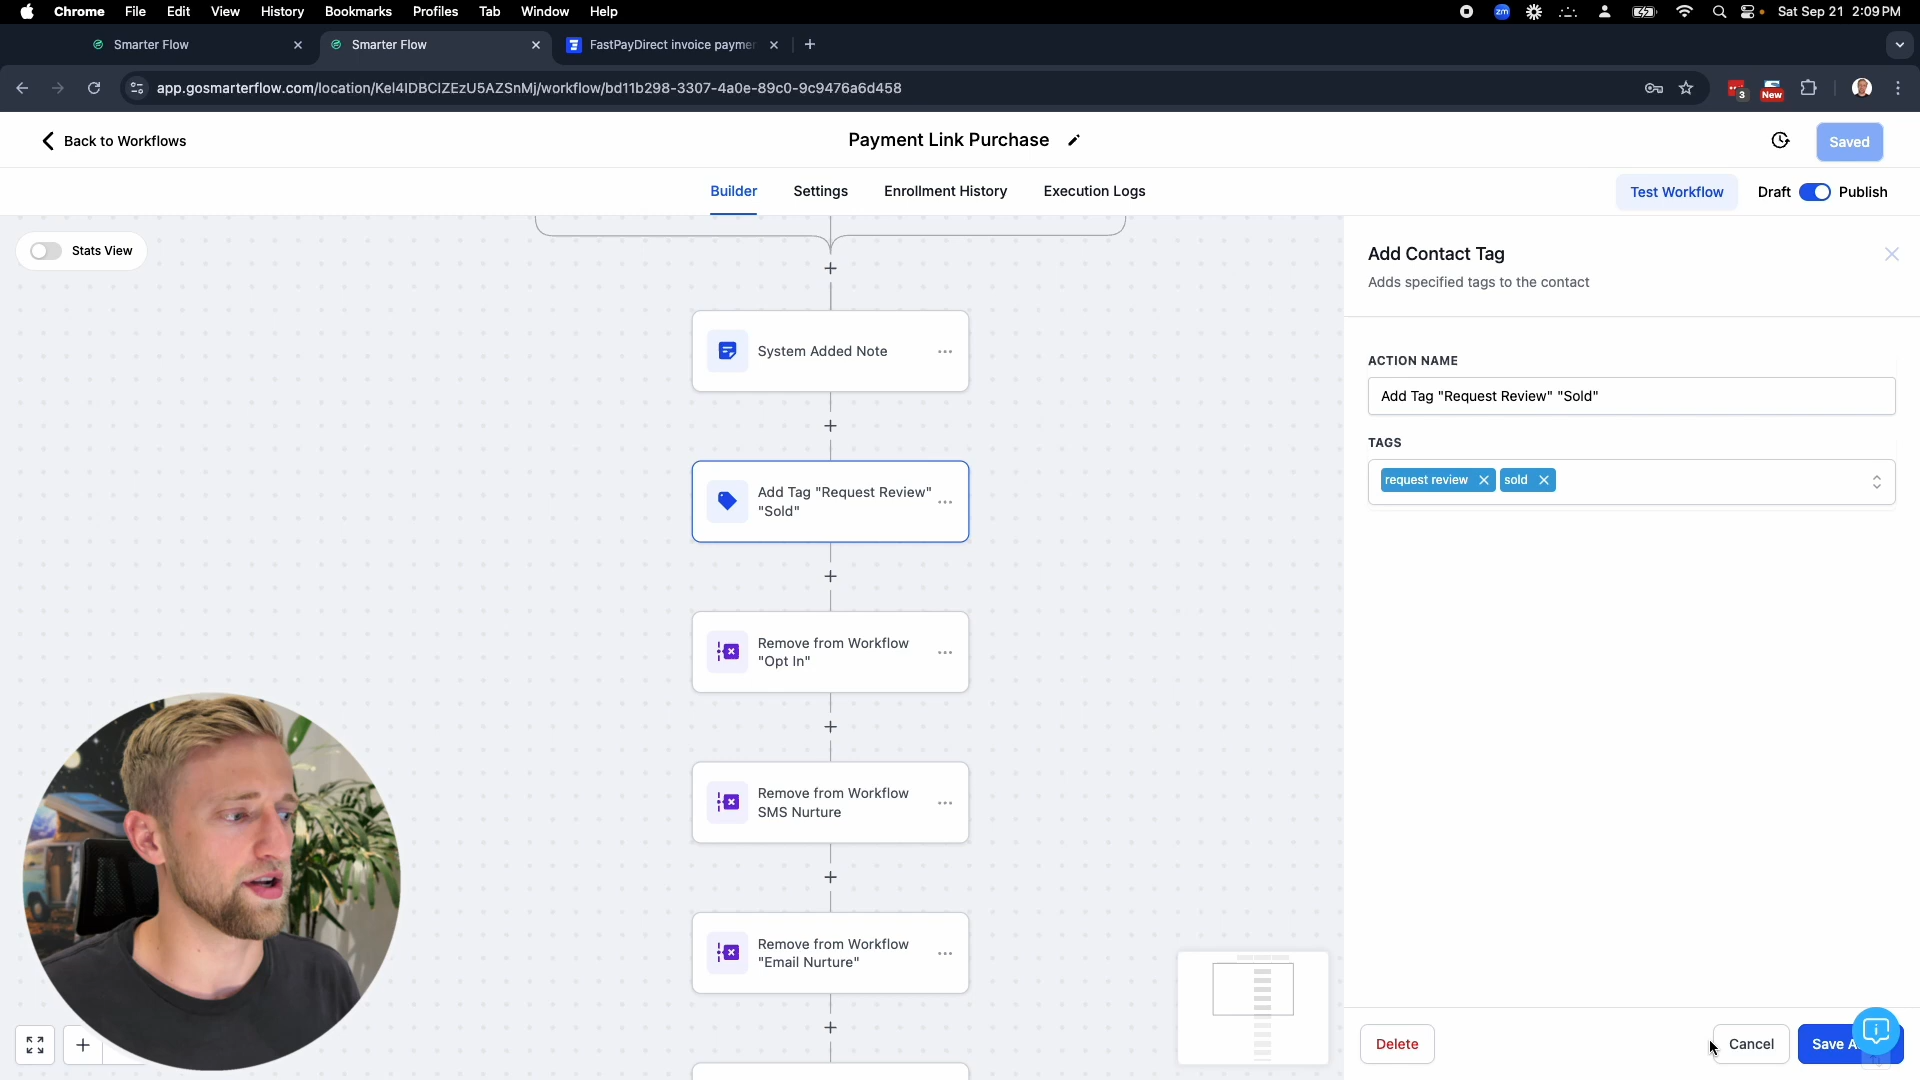 Chrome File Edit View History Bookmarks Profiles Tab Window Help zm Sat Sep 21 2:09 PM
Smarter Flow Smarter Flow FastPayDirect invoice payme
app.gosmarterflow.com/location/Kel4IDBCIZEzU5AZSnMj/workflow/bd11b298-3307-4a0e-89c0-9c9476a6d458 3 New
Back to Workflows Payment Link Purchase Saved
Builder Settings Enrollment History Execution Logs Test Workflow Draft Publish
Stats View
System Added Note
Add Tag "Request Review"
"Sold"
Remove from Workflow
"Opt In"
Remove from Workflow
SMS Nurture
Remove from Workflow
"Email Nurture"
Add Contact Tag
Adds specified tags to the contact
ACTION NAME
Add Tag "Request Review" "Sold"
TAGS
request review sold
Delete Cancel Save A